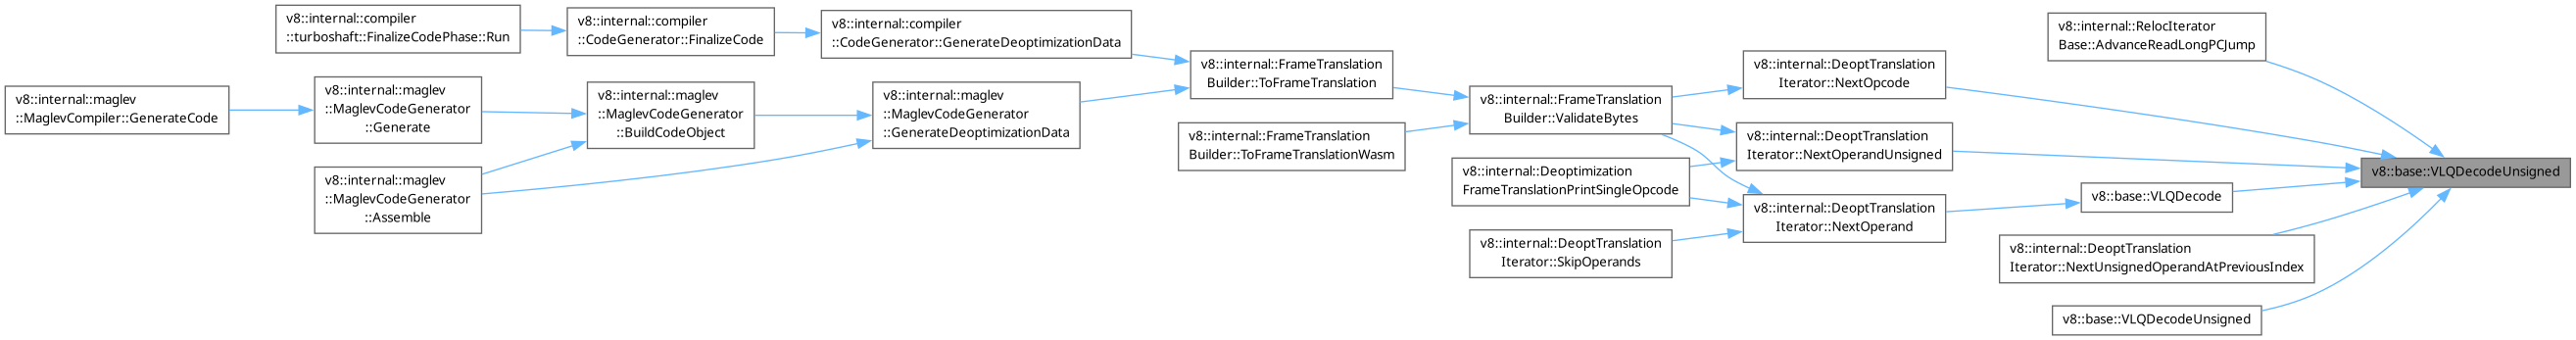 v8::internal::compiler
::turboshaft::FinalizeCodePhase::Run
v8::internal::compiler
::CodeGenerator::FinalizeCode
v8::internal::compiler
::CodeGenerator::GenerateDeoptimizationData
v8::internal::maglev
::MaglevCompiler::GenerateCode
v8::internal::maglev
::MaglevCodeGenerator
::Generate
v8::internal::maglev
::MaglevCodeGenerator
::Assemble
v8::internal::maglev
::MaglevCodeGenerator
::BuildCodeObject
v8::internal::maglev
::MaglevCodeGenerator
::GenerateDeoptimizationData
v8::internal::FrameTranslation
Builder::ToFrameTranslation
v8::internal::FrameTranslation
Builder::ToFrameTranslationWasm
v8::internal::FrameTranslation
Builder::ValidateBytes
v8::internal::Deoptimization
FrameTranslationPrintSingleOpcode
v8::internal::DeoptTranslation
Iterator::SkipOperands
v8::internal::DeoptTranslation
Iterator::NextOpcode
v8::internal::DeoptTranslation
Iterator::NextOperandUnsigned
v8::internal::DeoptTranslation
Iterator::NextOperand
v8::internal::RelocIterator
Base::AdvanceReadLongPCJump
v8::base::VLQDecode
v8::internal::DeoptTranslation
Iterator::NextUnsignedOperandAtPreviousIndex
v8::base::VLQDecodeUnsigned
v8::base::VLQDecodeUnsigned